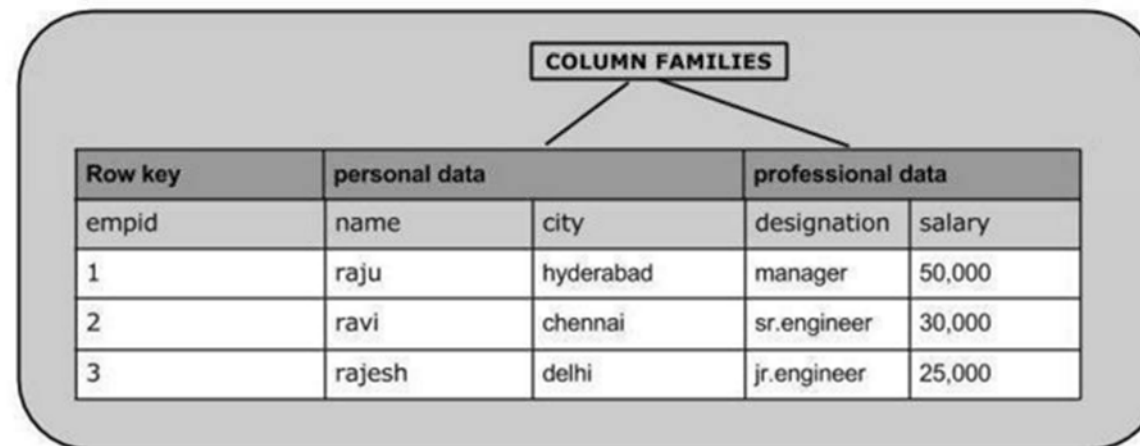 COLUMN FAMILIES
Row key personal data professional data
empid name city designation salary
1 raju hyderabad manager 50,000
2 ravi chennai sr.engineer 30,000
3 rajesh delhi jr.engineer 25,000